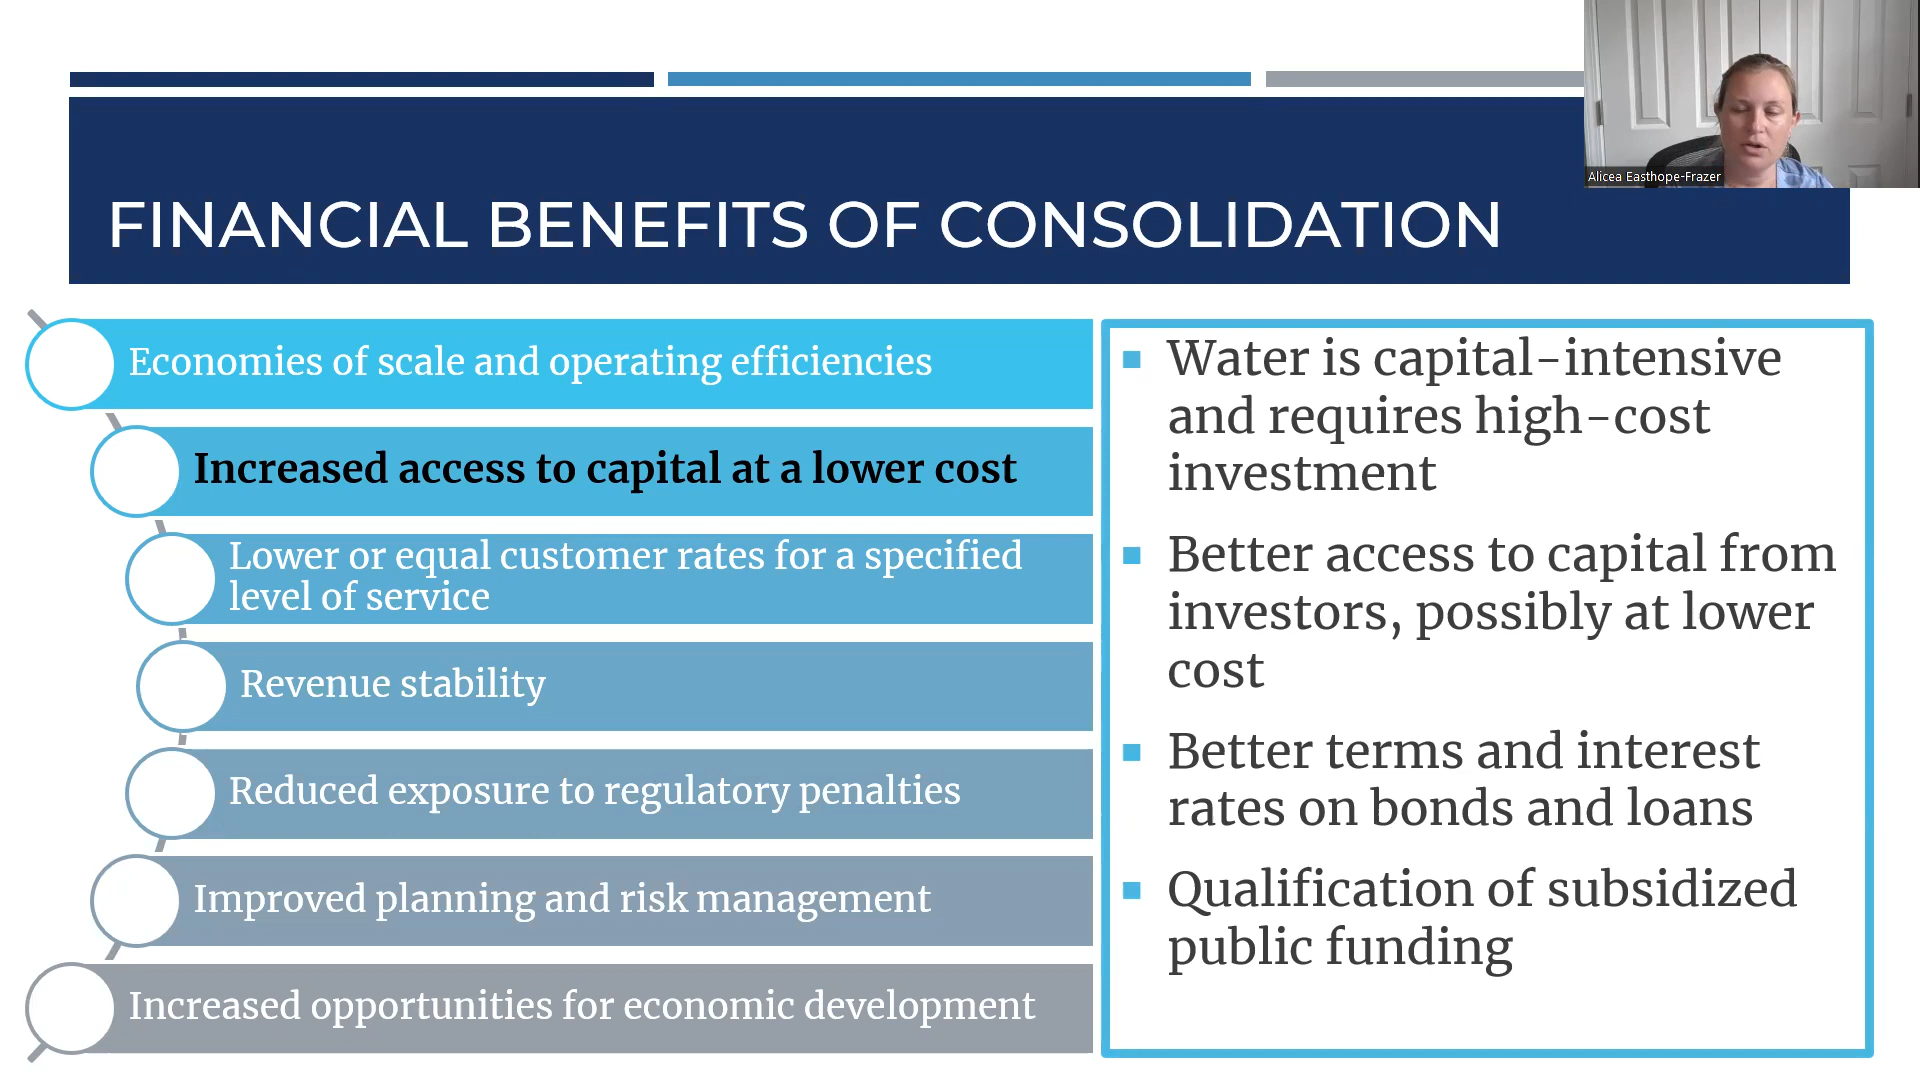 Alicea Easthope-Frazer
FINANCIAL BENEFITS OF CONSOLIDATION
Economies of scale and operating efficiencies
Increased access to capital at a lower cost
Lower or equal customer rates for a specified
level of service
Revenue stability
Reduced exposure to regulatory penalties
Improved planning and risk management
Increased opportunities for economic development
Water is capital-intensive
and requires high-cost
investment
Better access to capital from
investors, possibly at lower
cost
Better terms and interest
rates on bonds and loans
Qualification of subsidized
public funding